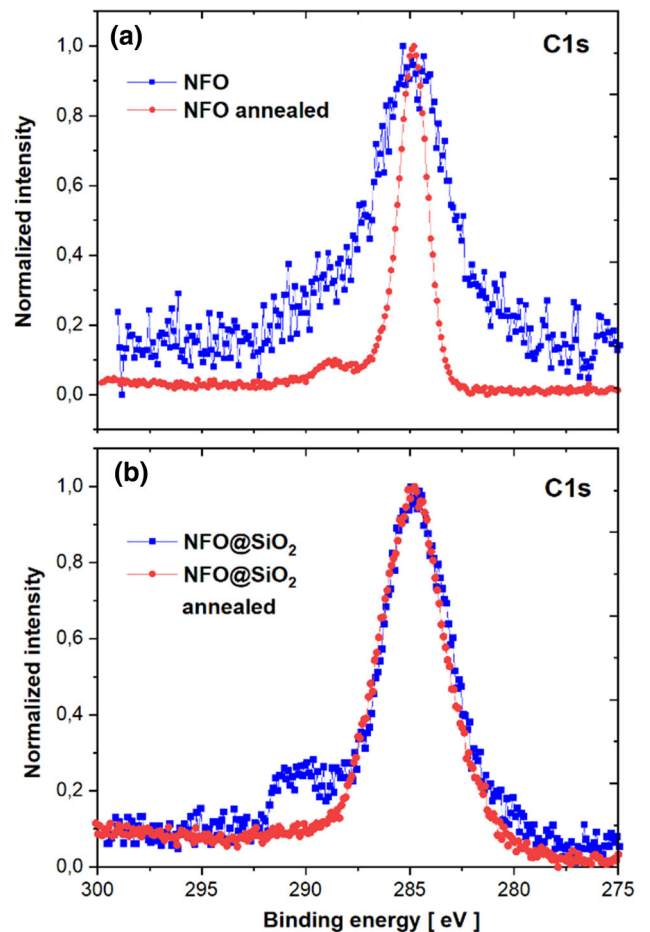 (a)
C1s
NFO
NFO annealed
Normalized intensity
1,0
0,8
0,6
0,4
0,2
0,0
(b)
C1s
NFO@SiO₂
NFO@SiO₂
annealed
Normalized intensity
1,0
0,8
0,6
0,4
0,2
0,0
300 295 290 285 280 275
Binding energy [ eV ]